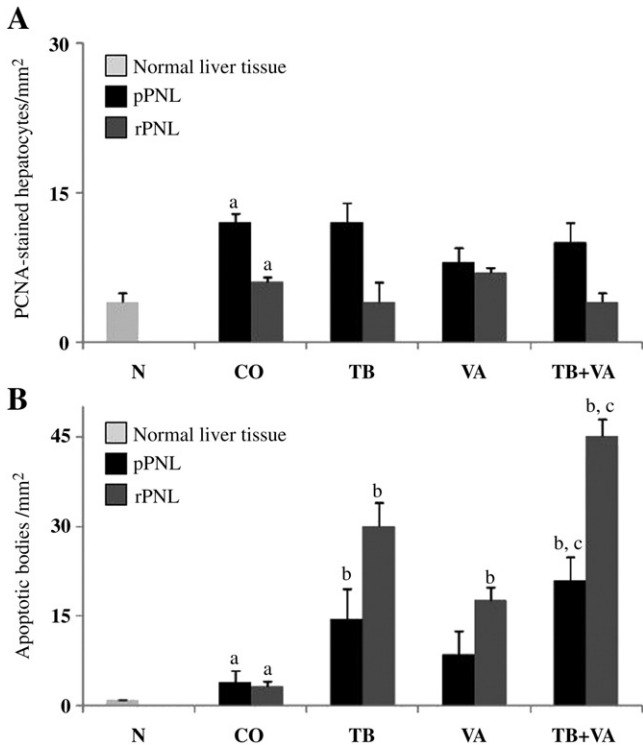 A
PCNA-stained hepatocytes/mm²
30
15
0
Normal liver tissue
pPNL
rPNL
a
a
N CO TB VA TB+VA
B
Apoptotic bodies /mm²
45
30
15
0
Normal liver tissue
pPNL
rPNL
a a
b
b
b
b, c
b, c
N CO TB VA TB+VA